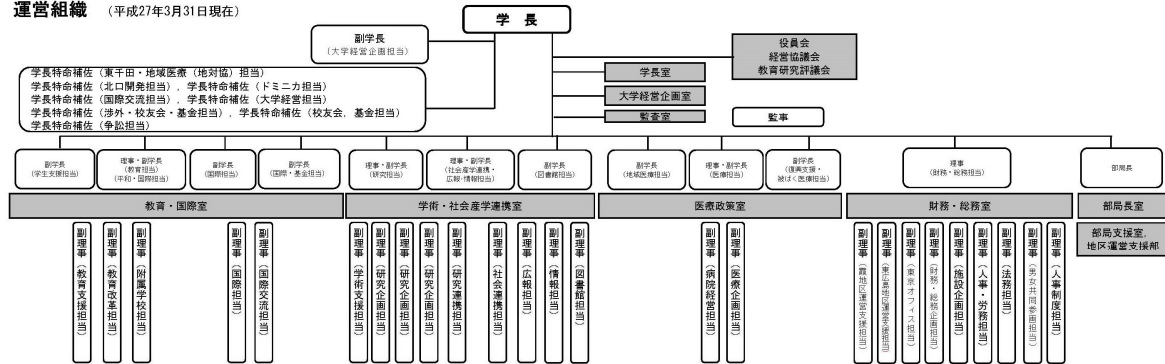 運営組織 (平成27年3月31日現在)
学 長
副学長
(大学経営企画担当)
役員会
経営協議会
教育研究評議会
学長特命補佐(東千田・地域医療(地対協)担当)
学長特命補佐(北口開発担当),学長特命補佐(ドミニカ担当)
学長特命補佐(国際交流担当),学長特命補佐(大学経営担当)
学長特命補佐(渉外・校友会・基金担当),学長特命補佐(校友会,基金担当)
学長特命補佐(争訟担当)
学長室
大学経営企画室
監査室
監事
副学長
(学生支援担当)
理事・副学長
(教育担当)
(平和・国際担当)
副学長
(国際担当)
副学長
(国際・基金担当)
理事・副学長
(研究担当)
理事・副学長
(社会産学連携・
広報・情報担当)
副学長
(図書館担当)
副学長
(地域医療担当)
理事・副学長
(医療担当)
副学長
(復興支援・
被ばく医療担当)
理事
(財務・総務担当)
部局長
教育・国際室
学術・社会産学連携室
医療政策室
財務・総務室
部局長室
部局支援室,
地区運営支援部
副理事(教育支援担当)
副理事(教育改革担当)
副理事(附属学校担当)
副理事(国際担当)
副理事(国際交流担当)
副理事(学術支援担当)
副理事(研究企画担当)
副理事(研究企画担当)
副理事(研究企画担当)
副理事(研究連携担当)
副理事(社会連携担当)
副理事(広報担当)
副理事(情報担当)
副理事(図書館担当)
副理事(病院経営担当)
副理事(医療企画担当)
副理事(霞地区運営支援担当)
副理事(東広島地区運営支援担当)
副理事(東京オフィス担当)
副理事(財務・総務企画担当)
副理事(施設企画担当)
副理事(人事・労務担当)
副理事(法務担当)
副理事(男女共同参画担当)
副理事(人事制度担当)